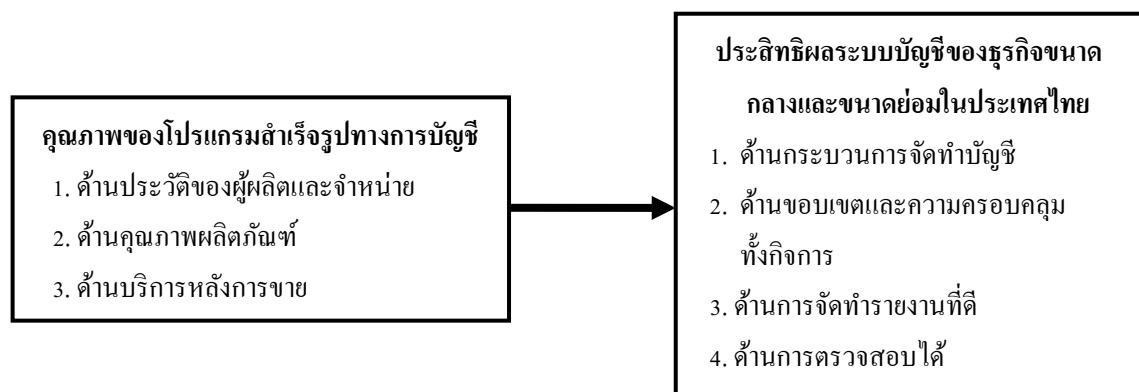 คุณภาพของโปรแกรมสำเร็จรูปทางการบัญชี
1. ด้านประวัติของผู้ผลิตและจำหน่าย
2. ด้านคุณภาพผลิตภัณฑ์
3. ด้านบริการหลังการขาย
ประสิทธิผลระบบบัญชีของธุรกิจขนาด
กลางและขนาดย่อมในประเทศไทย
1. ด้านกระบวนการจัดทำบัญชี
2. ด้านขอบเขตและความครอบคลุม
ทั้งกิจการ
3. ด้านการจัดทำรายงานที่ดี
4. ด้านการตรวจสอบได้